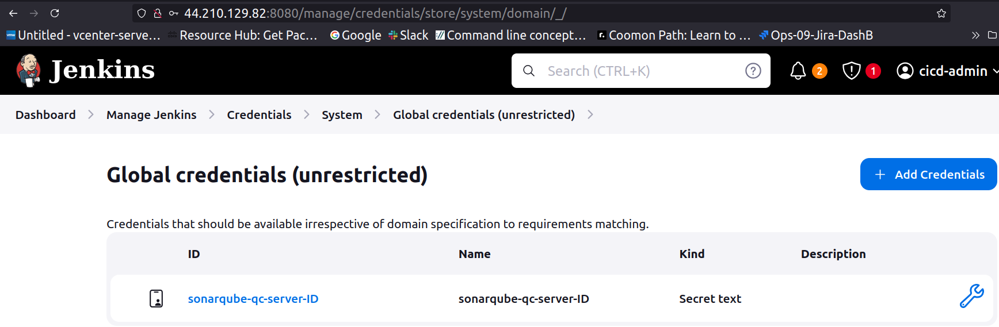 44.210.129.82:8080/manage/credentials/store/system/domain/_/
Untitled - vcenter-serve... Resource Hub: Get Pac... Google Slack Command line concept... Coomon Path: Learn to ... Ops-09-Jira-DashB
Jenkins Search (CTRL+K) ? 2 1 cicd-admin
Dashboard Manage Jenkins Credentials System Global credentials (unrestricted)
Global credentials (unrestricted) + Add Credentials
Credentials that should be available irrespective of domain specification to requirements matching.
ID Name Kind Description
sonarqube-qc-server-ID sonarqube-qc-server-ID Secret text